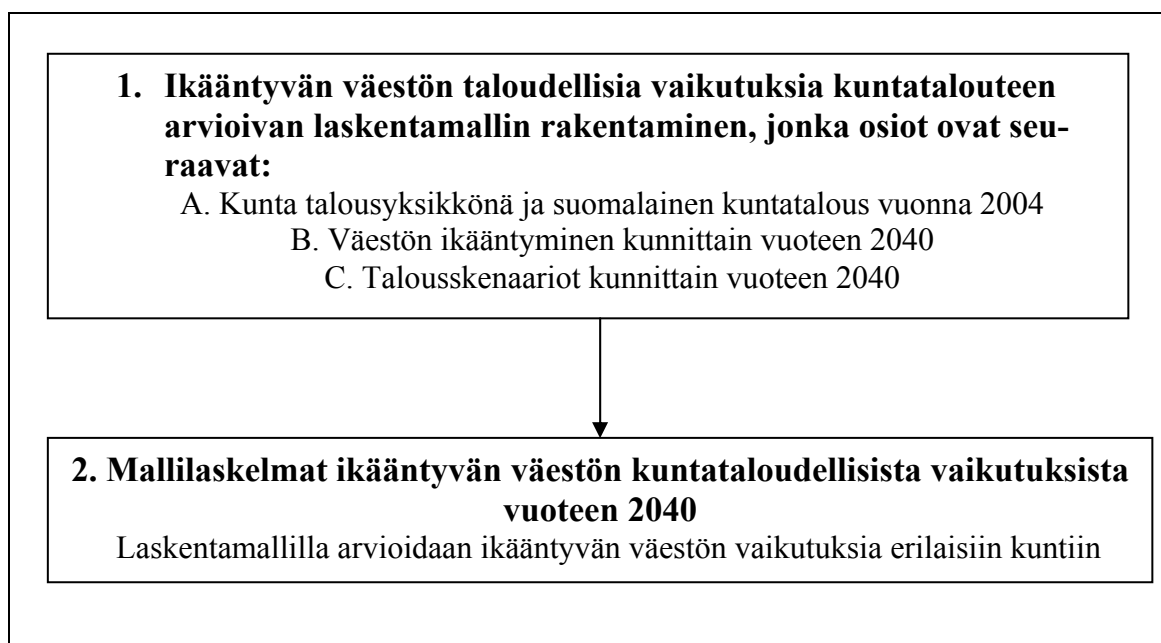 1. Ikääntyvän väestön taloudellisia vaikutuksia kuntatalouteen
arvioivan laskentamallin rakentaminen, jonka osiot ovat seu-
raavat:
A. Kunta talousyksikkönä ja suomalainen kuntatalous vuonna 2004
B. Väestön ikääntyminen kunnittain vuoteen 2040
C. Talousskenaariot kunnittain vuoteen 2040
2. Mallilaskelmat ikääntyvän väestön kuntataloudellisista vaikutuksista
vuoteen 2040
Laskentamallilla arvioidaan ikääntyvän väestön vaikutuksia erilaisiin kuntiin